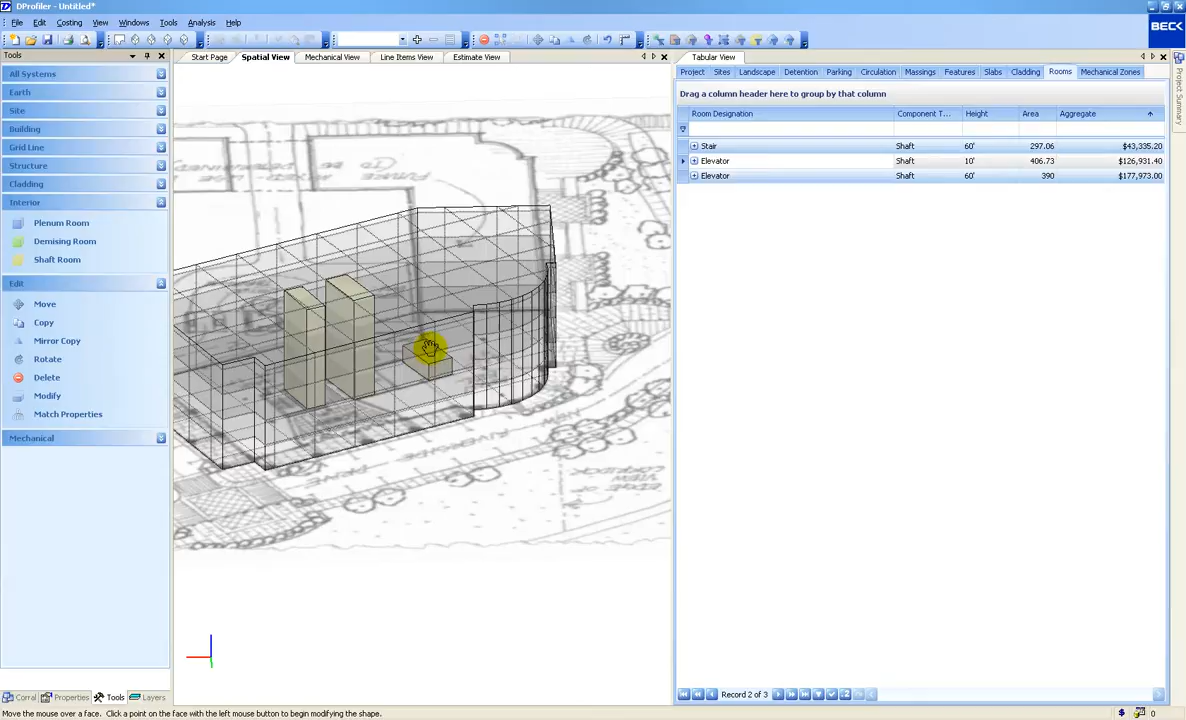 DProfiler - Untitled*
File Edit Costing View Windows Tools Analysis Help
BECK
Tools
Start Page Spatial View Mechanical View Line Items View Estimate View
Tabular View
Project Sites Landscape Detention Parking Circulation Massings Features Slabs Cladding Rooms Mechanical Zones
Drag a column header here to group by that column
Room Designation Component T... Height Area Aggregate
Stair Shaft 60' 297.06 $43,335.20
Elevator Shaft 10' 406.73 $126,931.40
Elevator Shaft 60' 390 $177,973.00
All Systems
Earth
Site
Building
Grid Line
Structure
Cladding
Interior
Plenum Room
Demising Room
Shaft Room
Edit
Move
Copy
Mirror Copy
Rotate
Delete
Modify
Match Properties
Mechanical
Project Summary
Record 2 of 3
Corral Properties Tools Layers
Move the mouse over a face. Click a point on the face with the left mouse button to begin modifying the shape.
$ 0